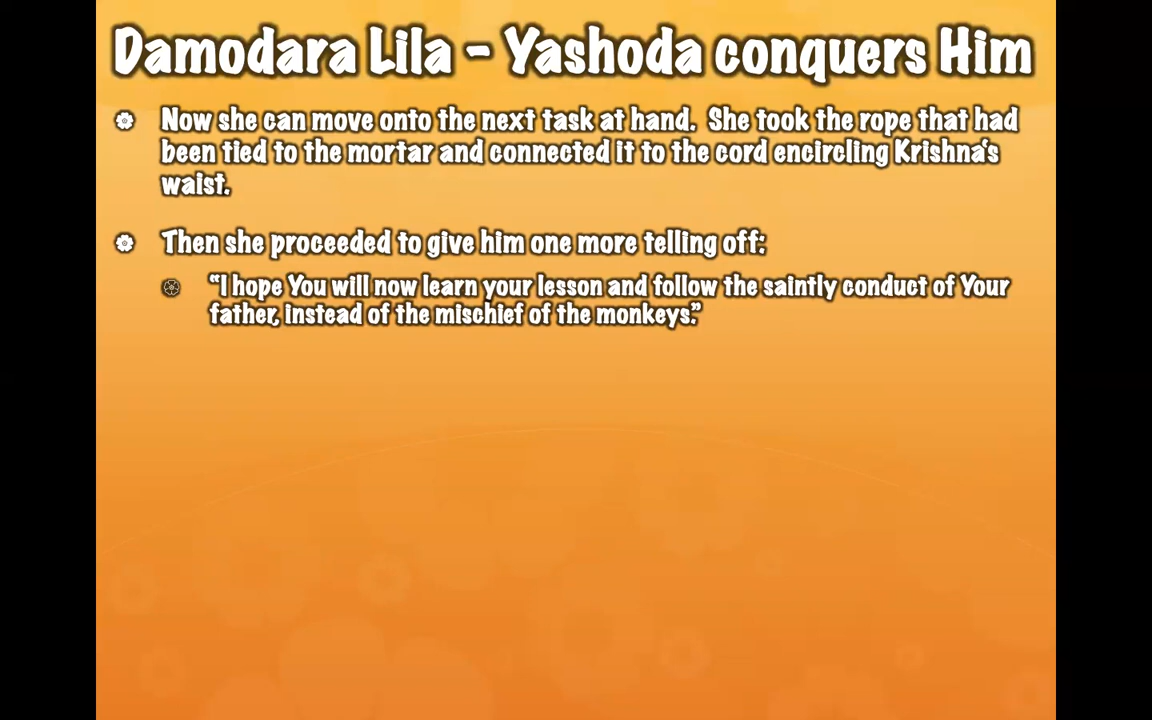 Damodara Lila - Yashoda conquers Him
Now she can move onto the next task at hand.  She took the rope that had
been tied to the mortar and connected it to the cord encircling Krishna‘s
waist.
Then she proceeded to give him one more telling off:
“I hope You will now learn your lesson and follow the saintly conduct of Your
father, instead of the mischief of the monkeys.”